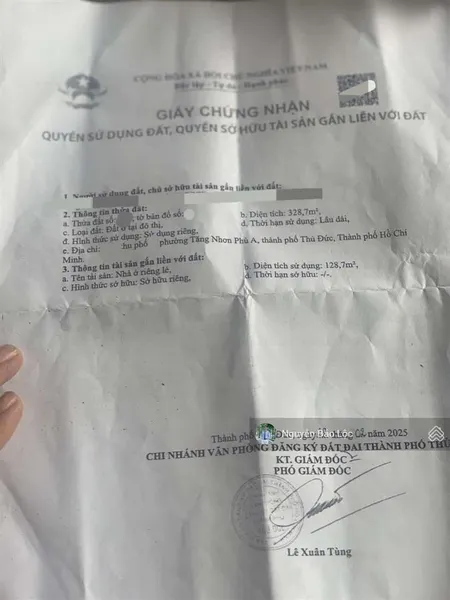 CỘNG HÒA XÃ HỘI CHỦ NGHĨA VIỆT NAM
Độc lập - Tự do - Hạnh phúc
GIẤY CHỨNG NHẬN
QUYỀN SỬ DỤNG ĐẤT, QUYỀN SỞ HỮU TÀI SẢN GẮN LIỀN VỚI ĐẤT
1. Người sử dụng đất, chủ sở hữu tài sản gắn liền với đất:
2. Thông tin thửa đất:
a. Thửa đất số: tờ bản đồ số: b. Diện tích: 328,7m²,
c. Loại đất: Đất ở tại đô thị, d. Thời hạn sử dụng: Lâu dài,
đ. Hình thức sử dụng: Sử dụng riêng,
e. Địa chỉ: phường Tăng Nhơn Phú A, thành phố Thủ Đức, Thành phố Hồ Chí
Minh.
3. Thông tin tài sản gắn liền với đất:
a. Tên tài sản: Nhà ở riêng lẻ, b. Diện tích sử dụng: 128,7m²,
c. Hình thức sở hữu: Sở hữu riêng, d. Thời hạn sở hữu: -/-.
Thành phố năm 2025
Nguyễn Bảo Lộc
CHI NHÁNH VĂN PHÒNG ĐĂNG KÝ ĐẤT ĐAI THÀNH PHỐ THỦ
KT. GIÁM ĐỐC
PHÓ GIÁM ĐỐC
Lê Xuân Tùng